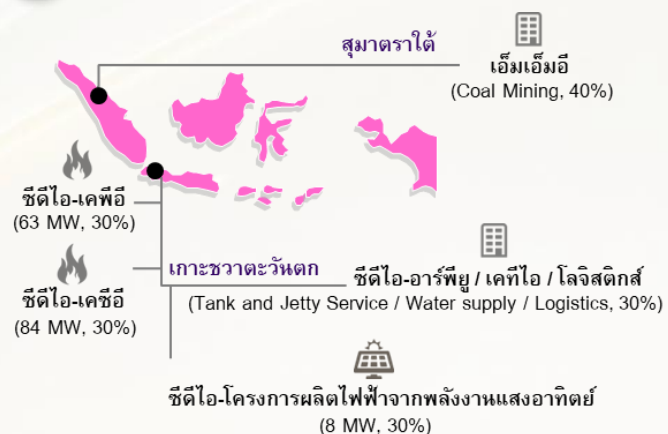 สุมาตราใต้
เอ็มเอ็มอี
(Coal Mining, 40%)
ซีดีไอ-เคพีอี
(63 MW, 30%)
เกาะชวาตะวันตก
ซีดีไอ-เคซีอี
(84 MW, 30%)
ซีดีไอ-อาร์พียู / เคทีไอ / โลจิสติกส์
(Tank and Jetty Service / Water supply / Logistics, 30%)
ซีดีไอ-โครงการผลิตไฟฟ้าจากพลังงานแสงอาทิตย์
(8 MW, 30%)